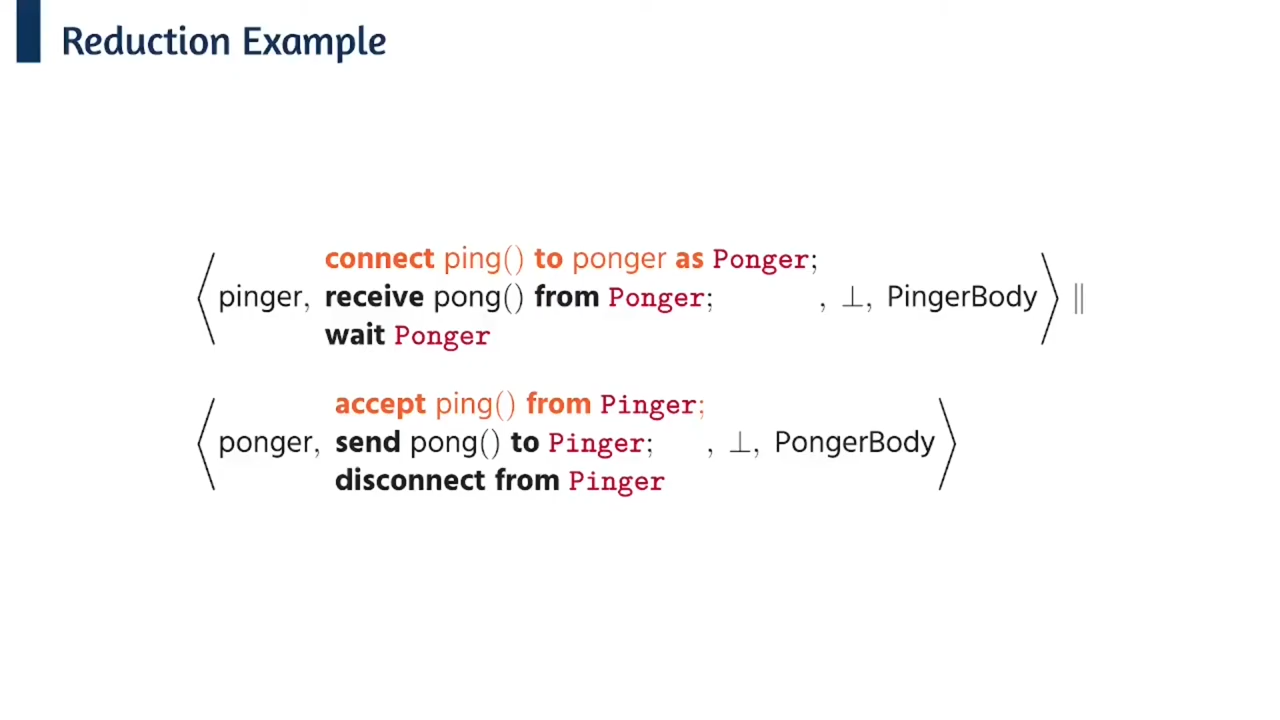 Reduction Example
connect ping() to ponger as Ponger;
⟨pinger, receive pong() from Ponger; , ⊥, PingerBody⟩ ∥
wait Ponger
accept ping() from Pinger;
⟨ponger, send pong() to Pinger; , ⊥, PongerBody⟩
disconnect from Pinger